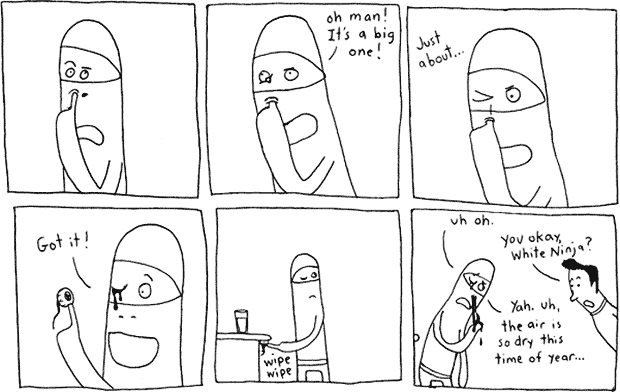 oh man!
It's a big
one!
Just
about...
Got it!
wipe
wipe
uh oh.
you okay,
White Ninja?
Yah. uh,
the air is
so dry this
time of year...